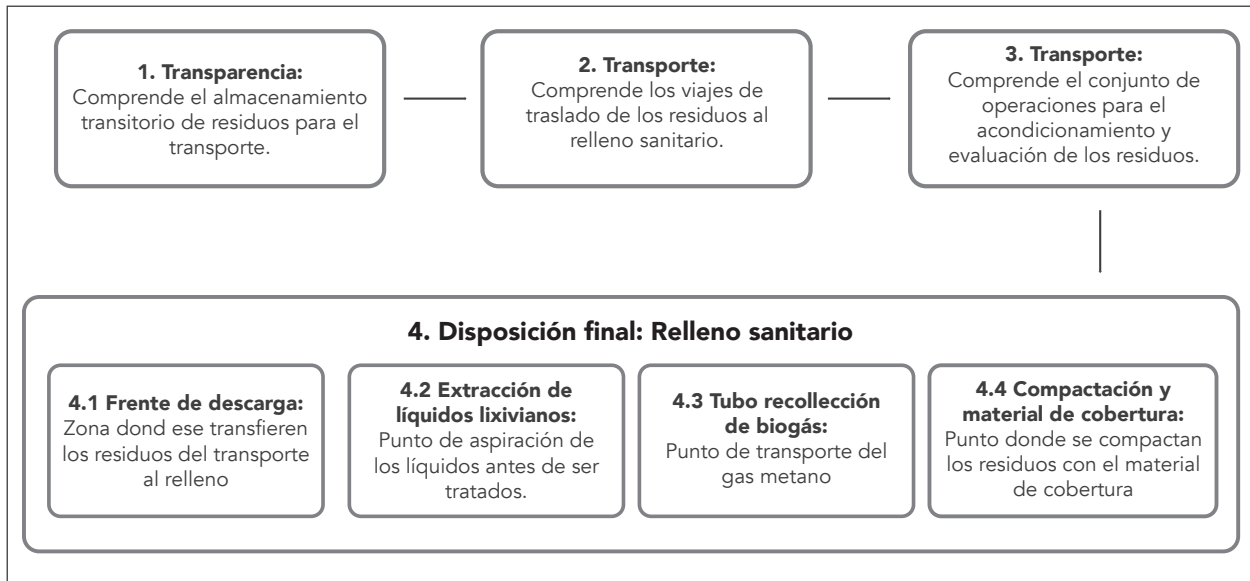 1. Transparencia:
Comprende el almacenamiento
transitorio de residuos para el
transporte.
2. Transporte:
Comprende los viajes de
traslado de los residuos al
relleno sanitario.
3. Transporte:
Comprende el conjunto de
operaciones para el
acondicionamiento y
evaluación de los residuos.
4. Disposición final: Relleno sanitario
4.1 Frente de descarga:
Zona dond ese transfieren
los residuos del transporte
al relleno
4.2 Extracción de
líquidos lixivianos:
Punto de aspiración de
los líquidos antes de ser
tratados.
4.3 Tubo recollección
de biogás:
Punto de transporte del
gas metano
4.4 Compactación y
material de cobertura:
Punto donde se compactan
los residuos con el material
de cobertura